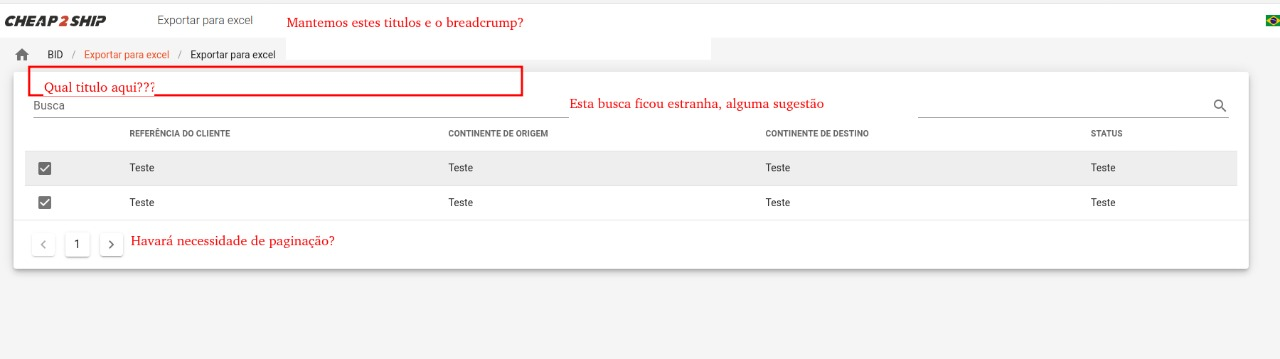 CHEAP2SHIP Exportar para excel Mantemos estes titulos e o breadcrump?
BID / Exportar para excel / Exportar para excel
Qual titulo aqui???
Busca Esta busca ficou estranha, alguma sugestão
REFERÊNCIA DO CLIENTE CONTINENTE DE ORIGEM CONTINENTE DE DESTINO STATUS
Teste Teste Teste Teste
Teste Teste Teste Teste
1 Havará necessidade de paginação?